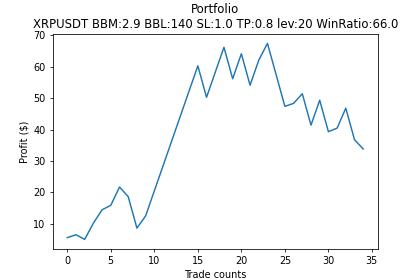 Portfolio
XRPUSDT BBM:2.9 BBL:140 SL:1.0 TP:0.8 lev:20 WinRatio:66.0
70
60
50
40
30
20
10
Profit ($)
0 5 10 15 20 25 30 35
Trade counts